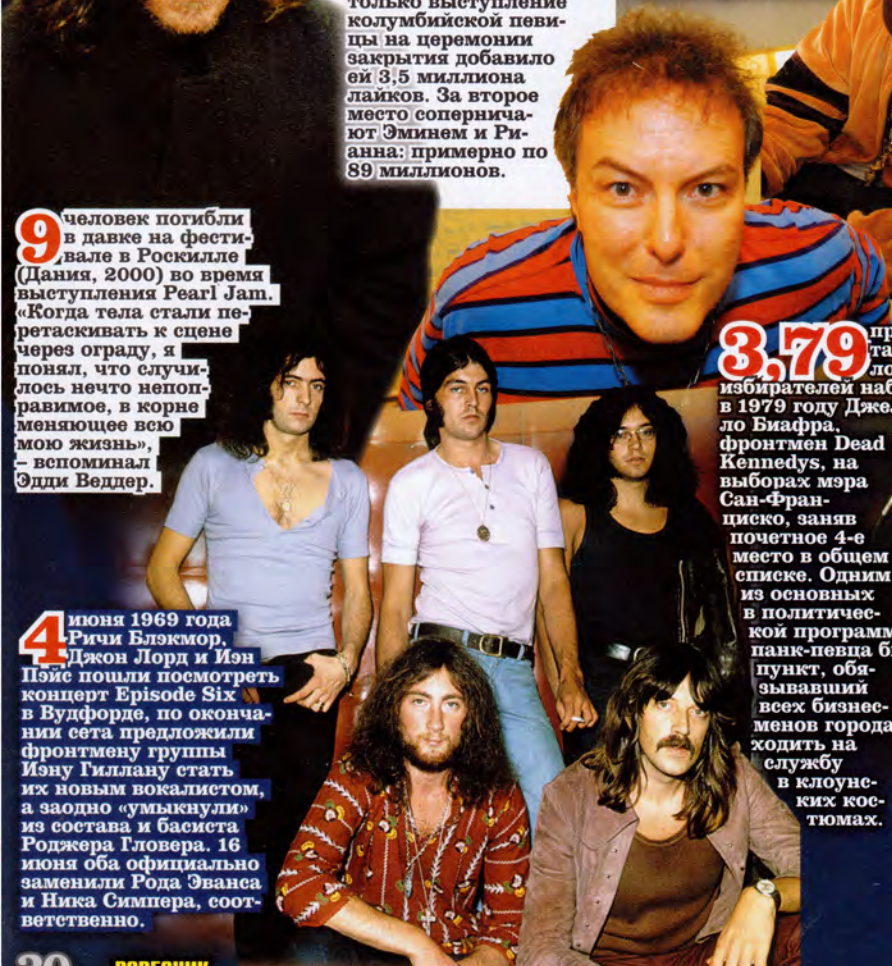 только выступление
колумбийской певи-
цы на церемонии
закрытия добавило
ей 3,5 миллиона
лайков. За второе
место сопернича-
ют Эминем и Ри-
анна: примерно по
89 миллионов.
9 человек погибли
в давке на фести-
вале в Роскилле
(Дания, 2000) во время
выступления Pearl Jam.
«Когда тела стали пе-
ретаскивать к сцене
через ограду, я
понял, что случи-
лось нечто непоп-
равимое, в корне
меняющее всю
мою жизнь»,
– вспоминал
Эдди Веддер.
3,79 пр
та
ло
избирателей наб
в 1979 году Дже
ло Биафра,
фронтмен Dead
Kennedys, на
выборах мэра
Сан-Фран-
циско, заняв
почетное 4-е
место в общем
списке. Одним
из основных
в политичес-
кой программ
панк-певца б
пункт, обя-
зывавший
всех бизнес-
менов города
ходить на
службу
в клоунс-
ких кос-
тюмах.
4 июня 1969 года
Ричи Блэкмор,
Джон Лорд и Иэн
Пэйс пошли посмотреть
концерт Episode Six
в Вудфорде, по оконча-
нии сета предложили
фронтмену группы
Иэну Гиллану стать
их новым вокалистом,
а заодно «умыкнули»
из состава и басиста
Роджера Гловера. 16
июня оба официально
заменили Рода Эванса
и Ника Симпера, соот-
ветственно.
РОВЕСНИК